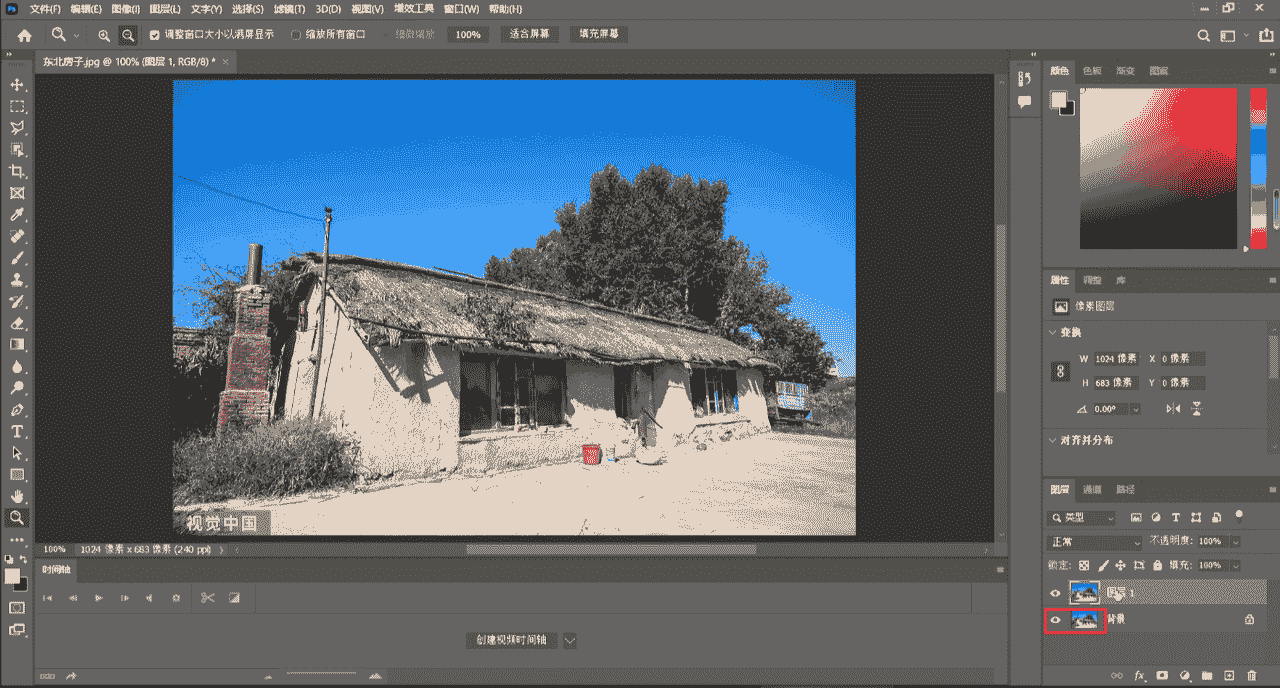 Ps 文件(F) 编辑(E) 图像(I) 图层(L) 文字(Y) 选择(S) 滤镜(T) 3D(D) 视图(V) 增效工具 窗口(W) 帮助(H)
调整窗口大小以满屏显示 缩放所有窗口 细微缩放 100% 适合屏幕 填充屏幕
东北房子.jpg @ 100% (图层 1, RGB/8) *
颜色 色板 渐变 图案
属性 调整 库
像素图层
变换
W 1024 像素 X 0 像素
H 683 像素 Y 0 像素
0.00°
对齐并分布
图层 通道 路径
类型
正常 不透明度: 100%
锁定: 填充: 100%
图层 1
背景
视觉中国
100% 1024 像素 x 683 像素 (240 ppi)
时间轴
创建视频时间轴